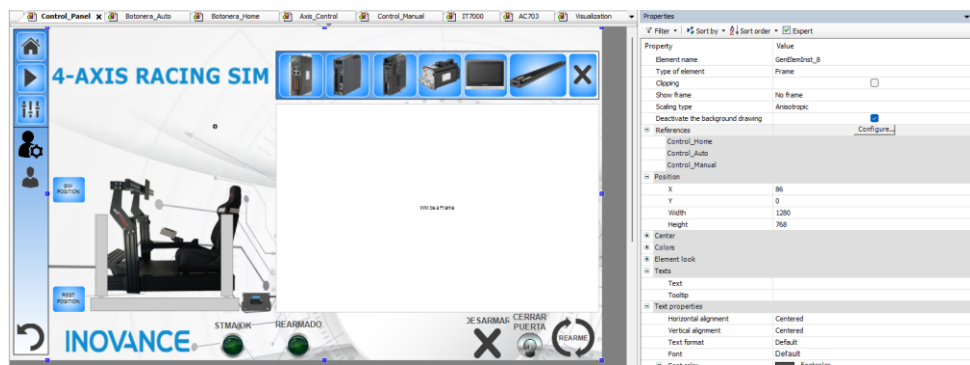 Control_Panel X
Botonera_Auto
Botonera_Home
Axis_Control
Control_Manual
IT7000
AC703
Visualization
4-AXIS RACING SIM
SIM
POSITION
Will be a Frame
REST
POSITION
INOVANCE
STMA|OK
REARMADO
DESARMAR
CERRAR
PUERTA
REARME
Properties
Filter
Sort by
Sort order
Expert
Property Value
Element name GenElemInst_8
Type of element Frame
Clipping
Show frame No frame
Scaling type Anisotropic
Deactivate the background drawing
References Configure...
Control_Home
Control_Auto
Control_Manual
Position
X 86
Y 0
Width 1280
Height 768
Center
Colors
Element look
Texts
Text
Tooltip
Text properties
Horizontal alignment Centered
Vertical alignment Centered
Text format Default
Font Default